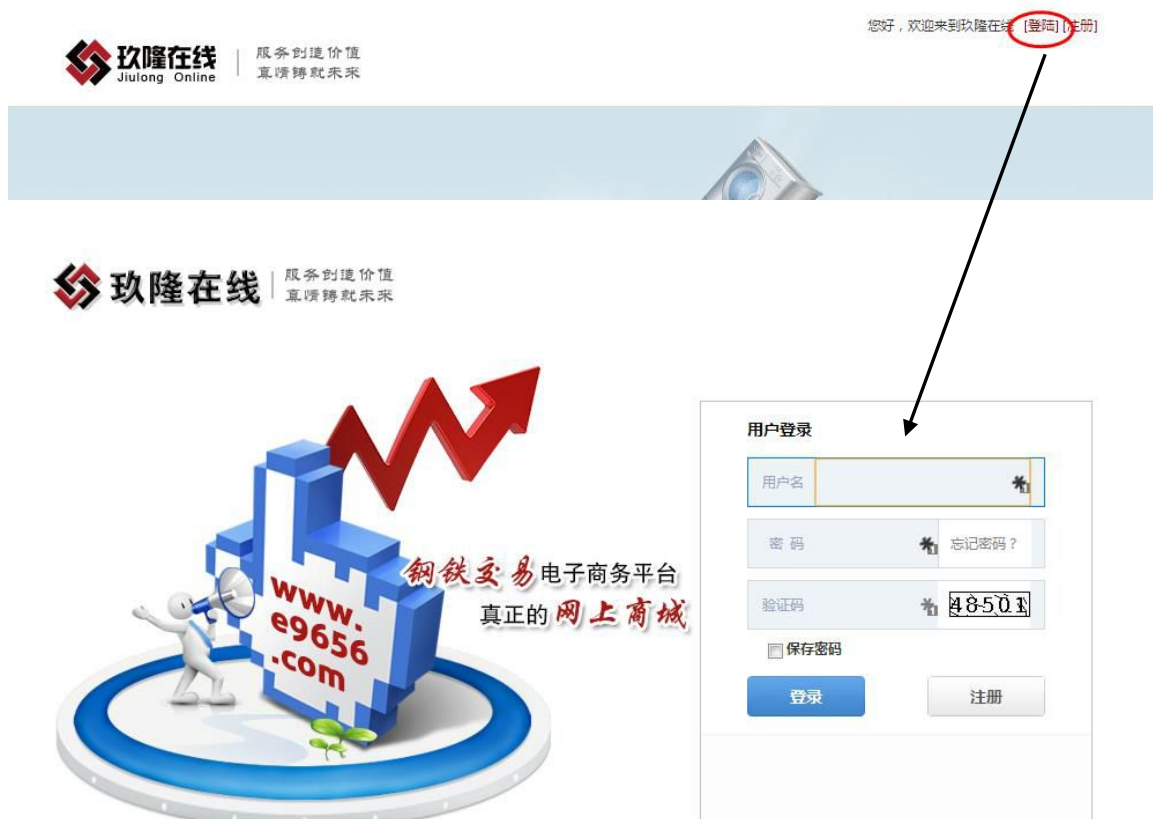 您好，欢迎来到玖隆在线 [登陆] [注册]
玖隆在线
Jiulong Online
服务创造价值
真情铸就未来
玖隆在线
服务创造价值
真情铸就未来
用户登录
用户名
密 码
忘记密码？
验证码
48501
保存密码
登录
注册
钢铁交易电子商务平台
真正的网上商城
www.
e9656
.com